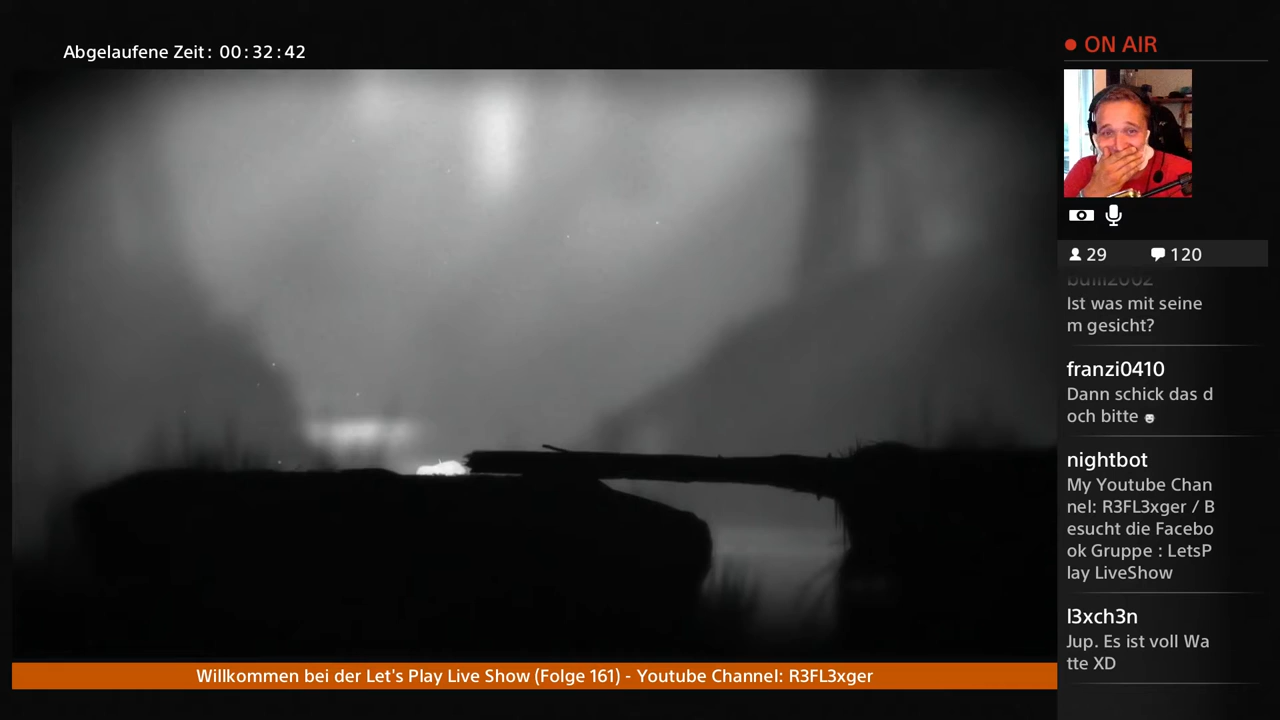 Abgelaufene Zeit: 00:32:42
ON AIR
29 120
bulli2002
Ist was mit seine
m gesicht?
franzi0410
Dann schick das d
och bitte
nightbot
My Youtube Chan
nel: R3FL3xger / B
esucht die Facebo
ok Gruppe : LetsP
lay LiveShow
l3xch3n
Jup. Es ist voll Wa
tte XD
Willkommen bei der Let's Play Live Show (Folge 161) - Youtube Channel: R3FL3xger